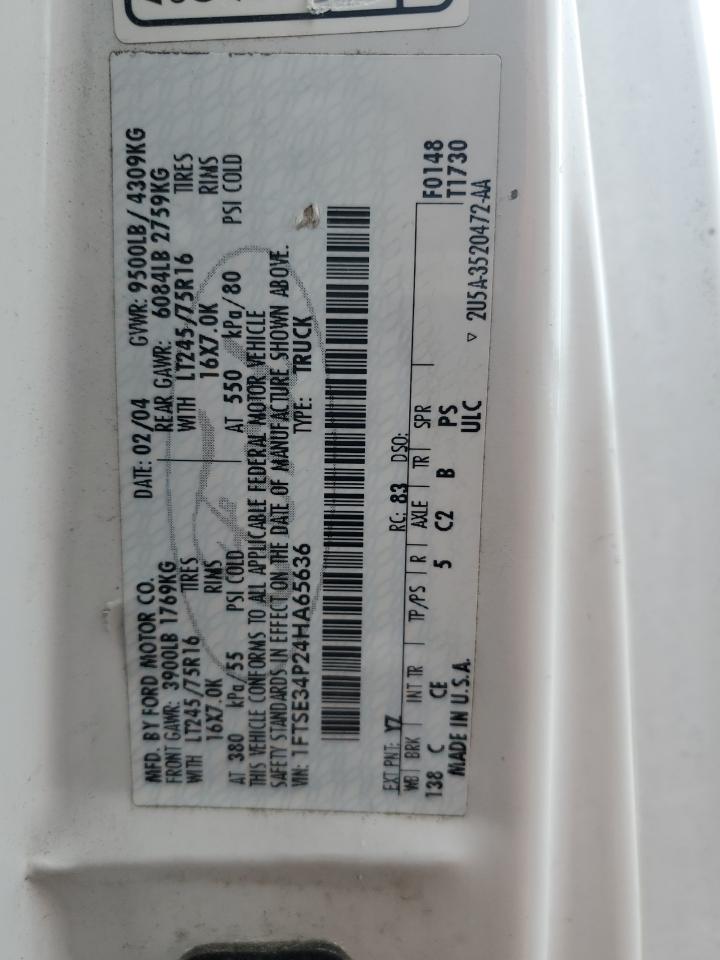 MFD. BY FORD MOTOR CO. DATE: 02/04 GVWR: 9500LB / 4309KG
FRONT GAWR: 3900LB 1769KG REAR GAWR: 6084LB 2759KG
WITH LT245/75R16 TIRES WITH LT245/75R16 TIRES
16X7.0K RIMS 16X7.0K RIMS
AT 380 kPa/55 PSI COLD AT 550 kPa/80 PSI COLD
THIS VEHICLE CONFORMS TO ALL APPLICABLE FEDERAL MOTOR VEHICLE
SAFETY STANDARDS IN EFFECT ON THE DATE OF MANUFACTURE SHOWN ABOVE.
VIN: 1FTSE34P24HA65636 TYPE: TRUCK
EXT PNT: YZ RC: 83 DSO: F0148
WB BRK INT TR TP/PS R AXLE TR SPR T1730
138 C CE 5 C2 B PS
MADE IN U.S.A. ULC
▽ 2U5A-3520472-AA